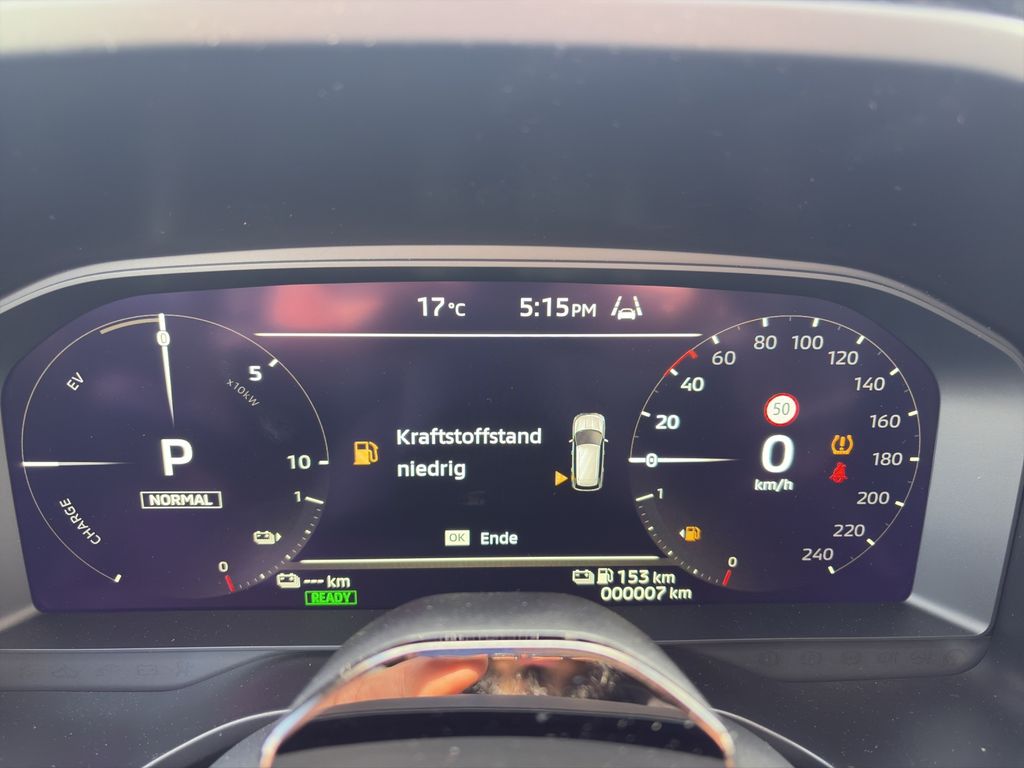 17°C 5:15PM
0
EV
5
x10kW
10
1
0
CHARGE
P
NORMAL
Kraftstoffstand
niedrig
OK Ende
--- km
READY
153 km
000007 km
0
20
40
60
80
100
120
140
160
180
200
220
240
50
0
km/h
1
0